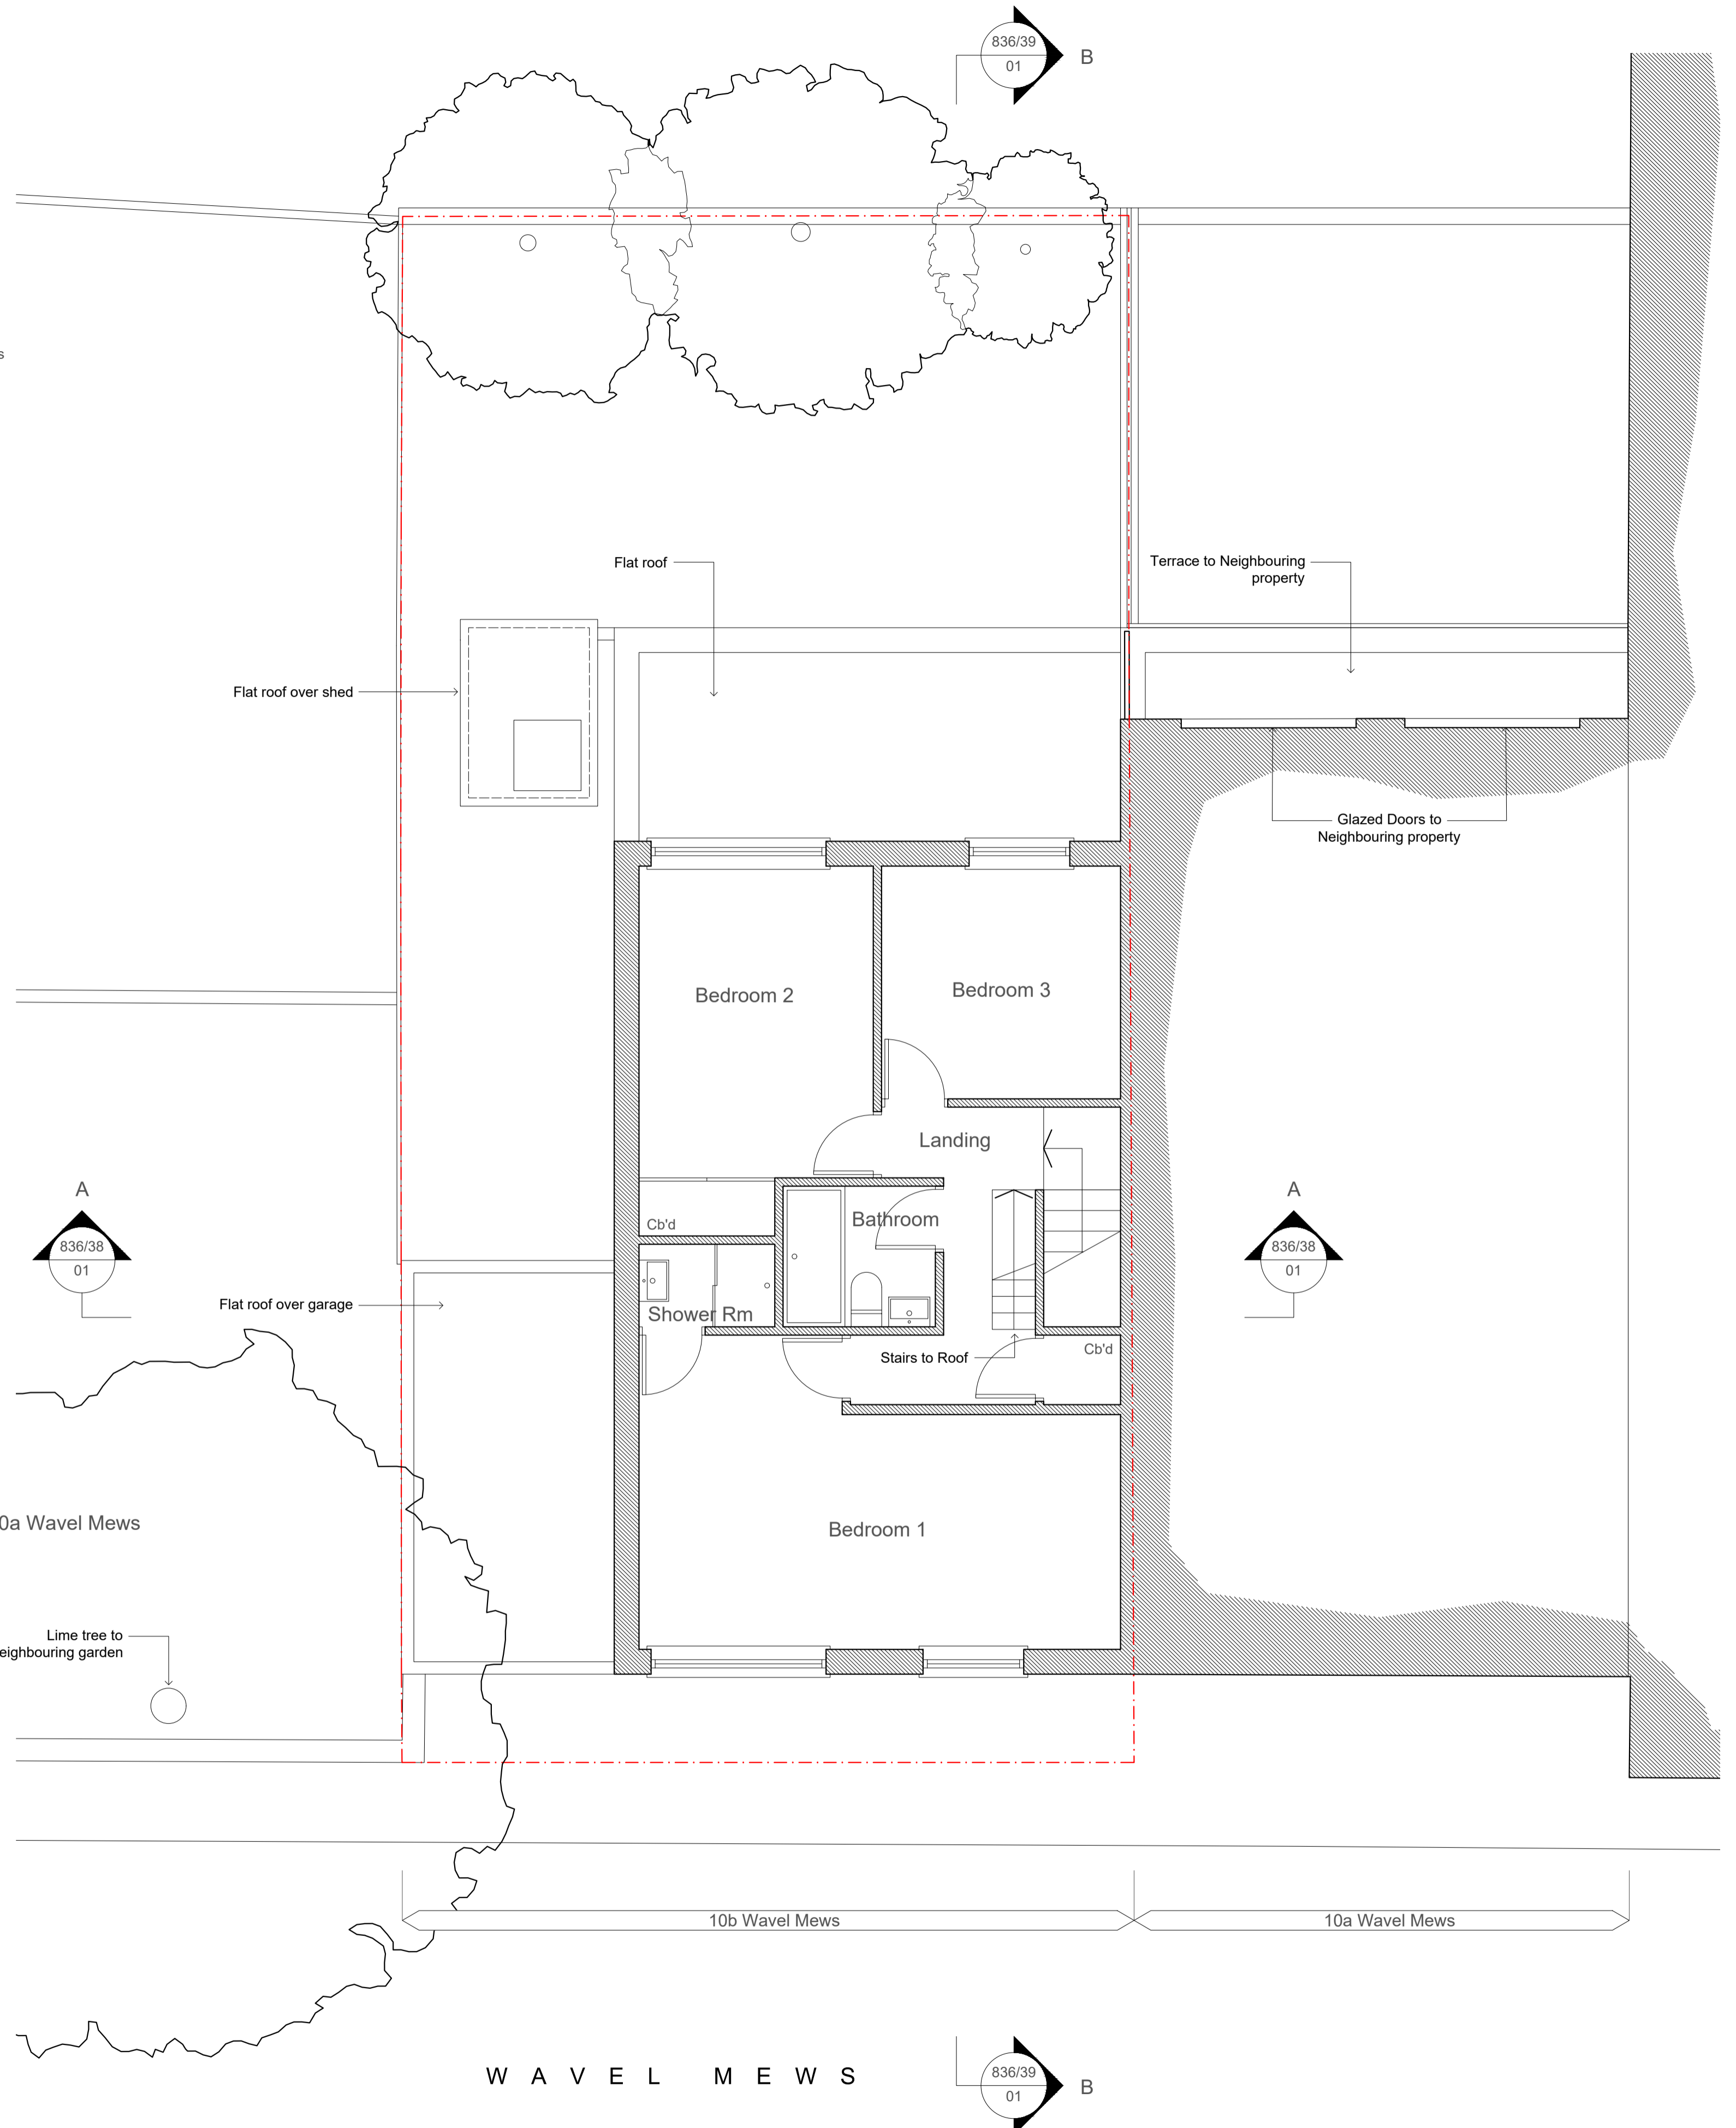 836/39
01
B
s
Flat roof
Terrace to Neighbouring
property
Flat roof over shed
Glazed Doors to
Neighbouring property
Bedroom 2
Bedroom 3
Landing
A
836/38
01
A
836/38
01
Cb'd
Bathroom
Flat roof over garage
Shower Rm
Stairs to Roof
Cb'd
0a Wavel Mews
Bedroom 1
Lime tree to
eighbouring garden
10b Wavel Mews
10a Wavel Mews
WAVEL MEWS
836/39
01
B